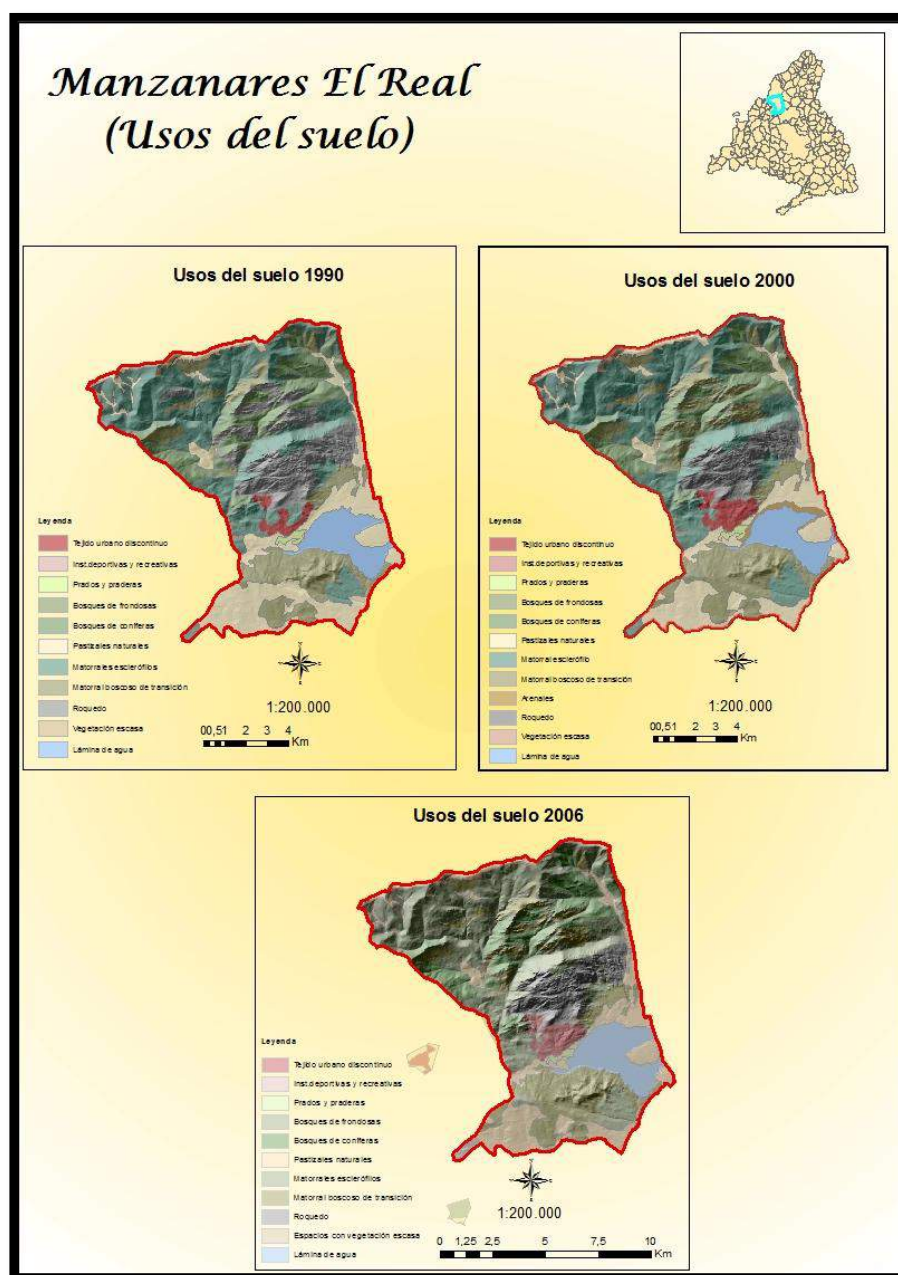 Manzanares El Real
(Usos del suelo)
Usos del suelo 1990
Leyenda
Tejido urbano discontinuo
Inst.deportivas y recreativas
Prados y praderas
Bosques de frondosas
Bosques de coníferas
Pastizales naturales
Matorrales esclerófilos
Matorral boscoso de transición
Roquedo
Vegetación escasa
Lámina de agua
1:200.000
00,51 2 3 4
Km
Usos del suelo 2000
Leyenda
Tejido urbano discontinuo
Inst.deportivas y recreativas
Prados y praderas
Bosques de frondosas
Bosques de coníferas
Pastizales naturales
Matorral esclerófilo
Matorral boscoso de transición
Arenales
Roquedo
Vegetación escasa
Lámina de agua
1:200.000
00,51 2 3 4
Km
Usos del suelo 2006
Leyenda
Tejido urbano discontinuo
Inst.deportivas y recreativas
Prados y praderas
Bosques de frondosas
Bosques de coníferas
Pastizales naturales
Matorrales esclerófilos
Matorral boscoso de transición
Roquedo
Espacios con vegetación escasa
Lámina de agua
1:200.000
0 1,25 2,5 5 7,5 10
Km